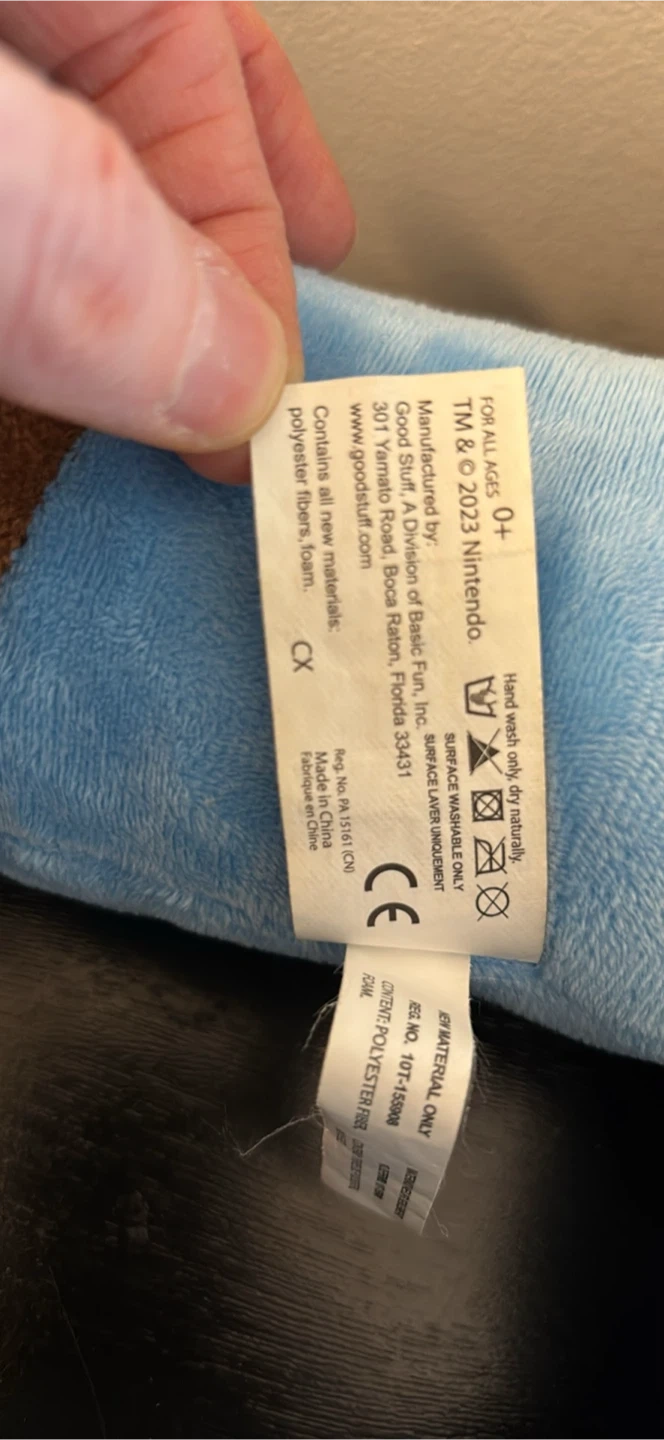 FOR ALL AGES 0+
TM & © 2023 Nintendo.
Hand wash only, dry naturally.
SURFACE WASHABLE ONLY
SURFACE LAVER UNIQUEMENT
Manufactured by:
Good Stuff, A Division of Basic Fun, Inc.
301 Yamato Road, Boca Raton, Florida 33431
www.goodstuff.com
CE
Contains all new materials:
polyester fibers, foam.
CX
Reg. No. PA 15161 (CN)
Made in China
Fabriqué en Chine
NEW MATERIAL ONLY
REG. NO. 10T-155908
CONTENT: POLYESTER FIBER,
FOAM.